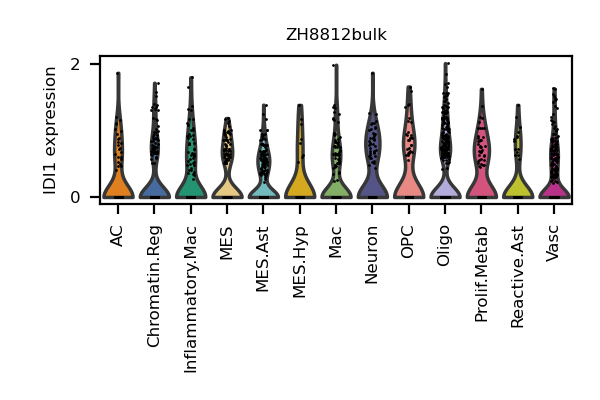 ZH8812bulk
IDI1 expression
2
0
AC
Chromatin.Reg
Inflammatory.Mac
MES
MES.Ast
MES.Hyp
Mac
Neuron
OPC
Oligo
Prolif.Metab
Reactive.Ast
Vasc